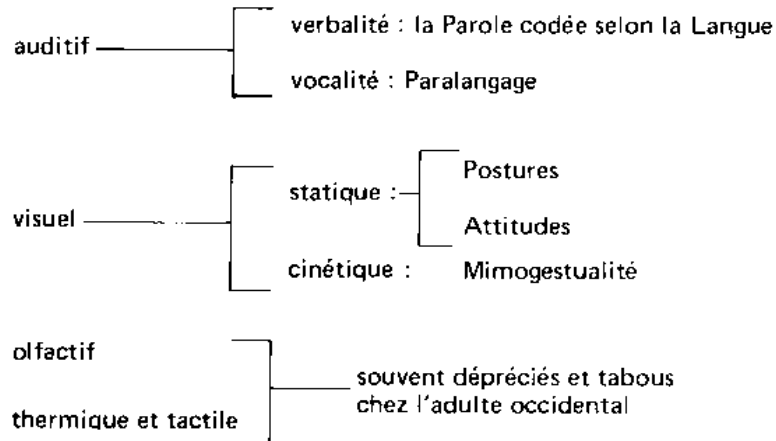 verbalité : la Parole codée selon la Langue
auditif
vocalité : Paralangage
Postures
statique :
visuel
Attitudes
cinétique : Mimogestualité
olfactif
souvent dépréciés et tabous
chez l'adulte occidental
thermique et tactile